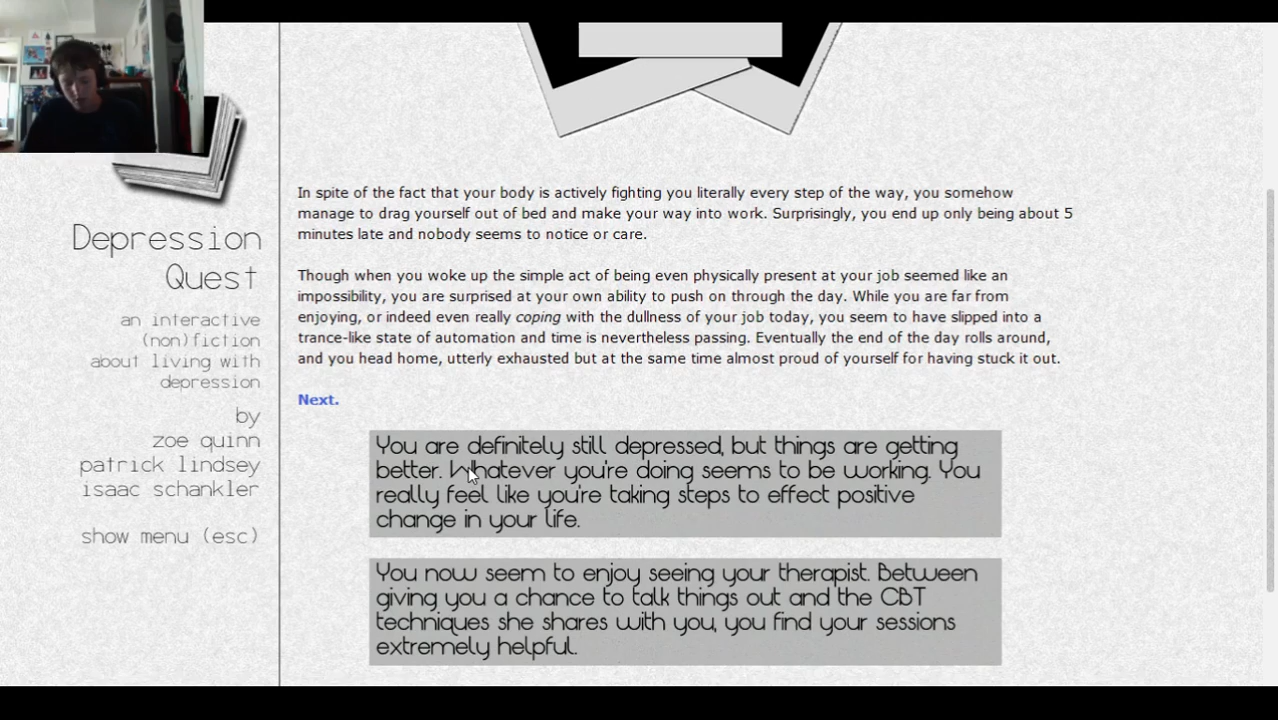 Depression
Quest
an interactive
(non)fiction
about living with
depression
by
zoe quinn
patrick lindsey
isaac schankler
show menu (esc)
In spite of the fact that your body is actively fighting you literally every step of the way, you somehow
manage to drag yourself out of bed and make your way into work. Surprisingly, you end up only being about 5
minutes late and nobody seems to notice or care.
Though when you woke up the simple act of being even physically present at your job seemed like an
impossibility, you are surprised at your own ability to push on through the day. While you are far from
enjoying, or indeed even really coping with the dullness of your job today, you seem to have slipped into a
trance-like state of automation and time is nevertheless passing. Eventually the end of the day rolls around,
and you head home, utterly exhausted but at the same time almost proud of yourself for having stuck it out.
Next.
You are definitely still depressed, but things are getting
better. Whatever you're doing seems to be working. You
really feel like you're taking steps to effect positive
change in your life.
You now seem to enjoy seeing your therapist. Between
giving you a chance to talk things out and the CBT
techniques she shares with you, you find your sessions
extremely helpful.